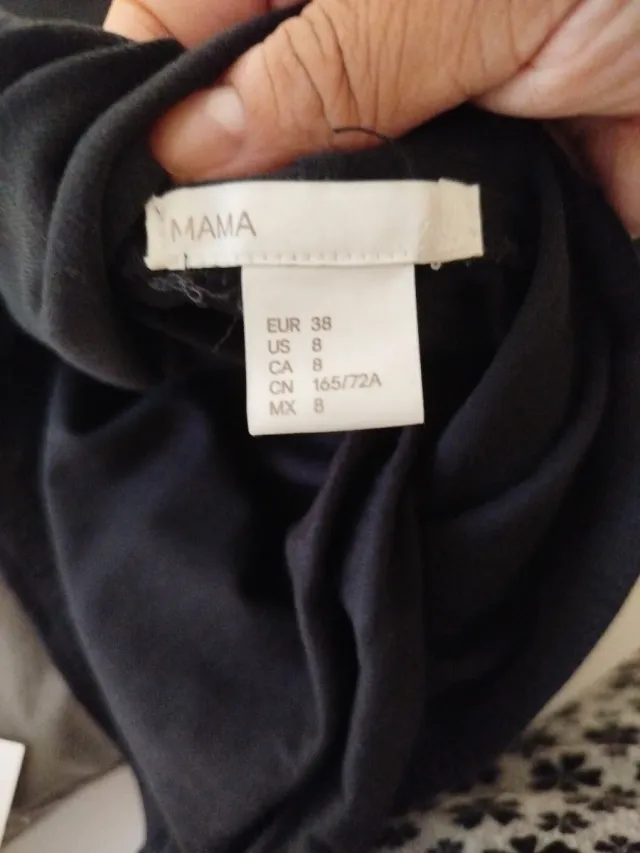 MAMA
EUR 38
US 8
CA 8
CN 165/72A
MX 8